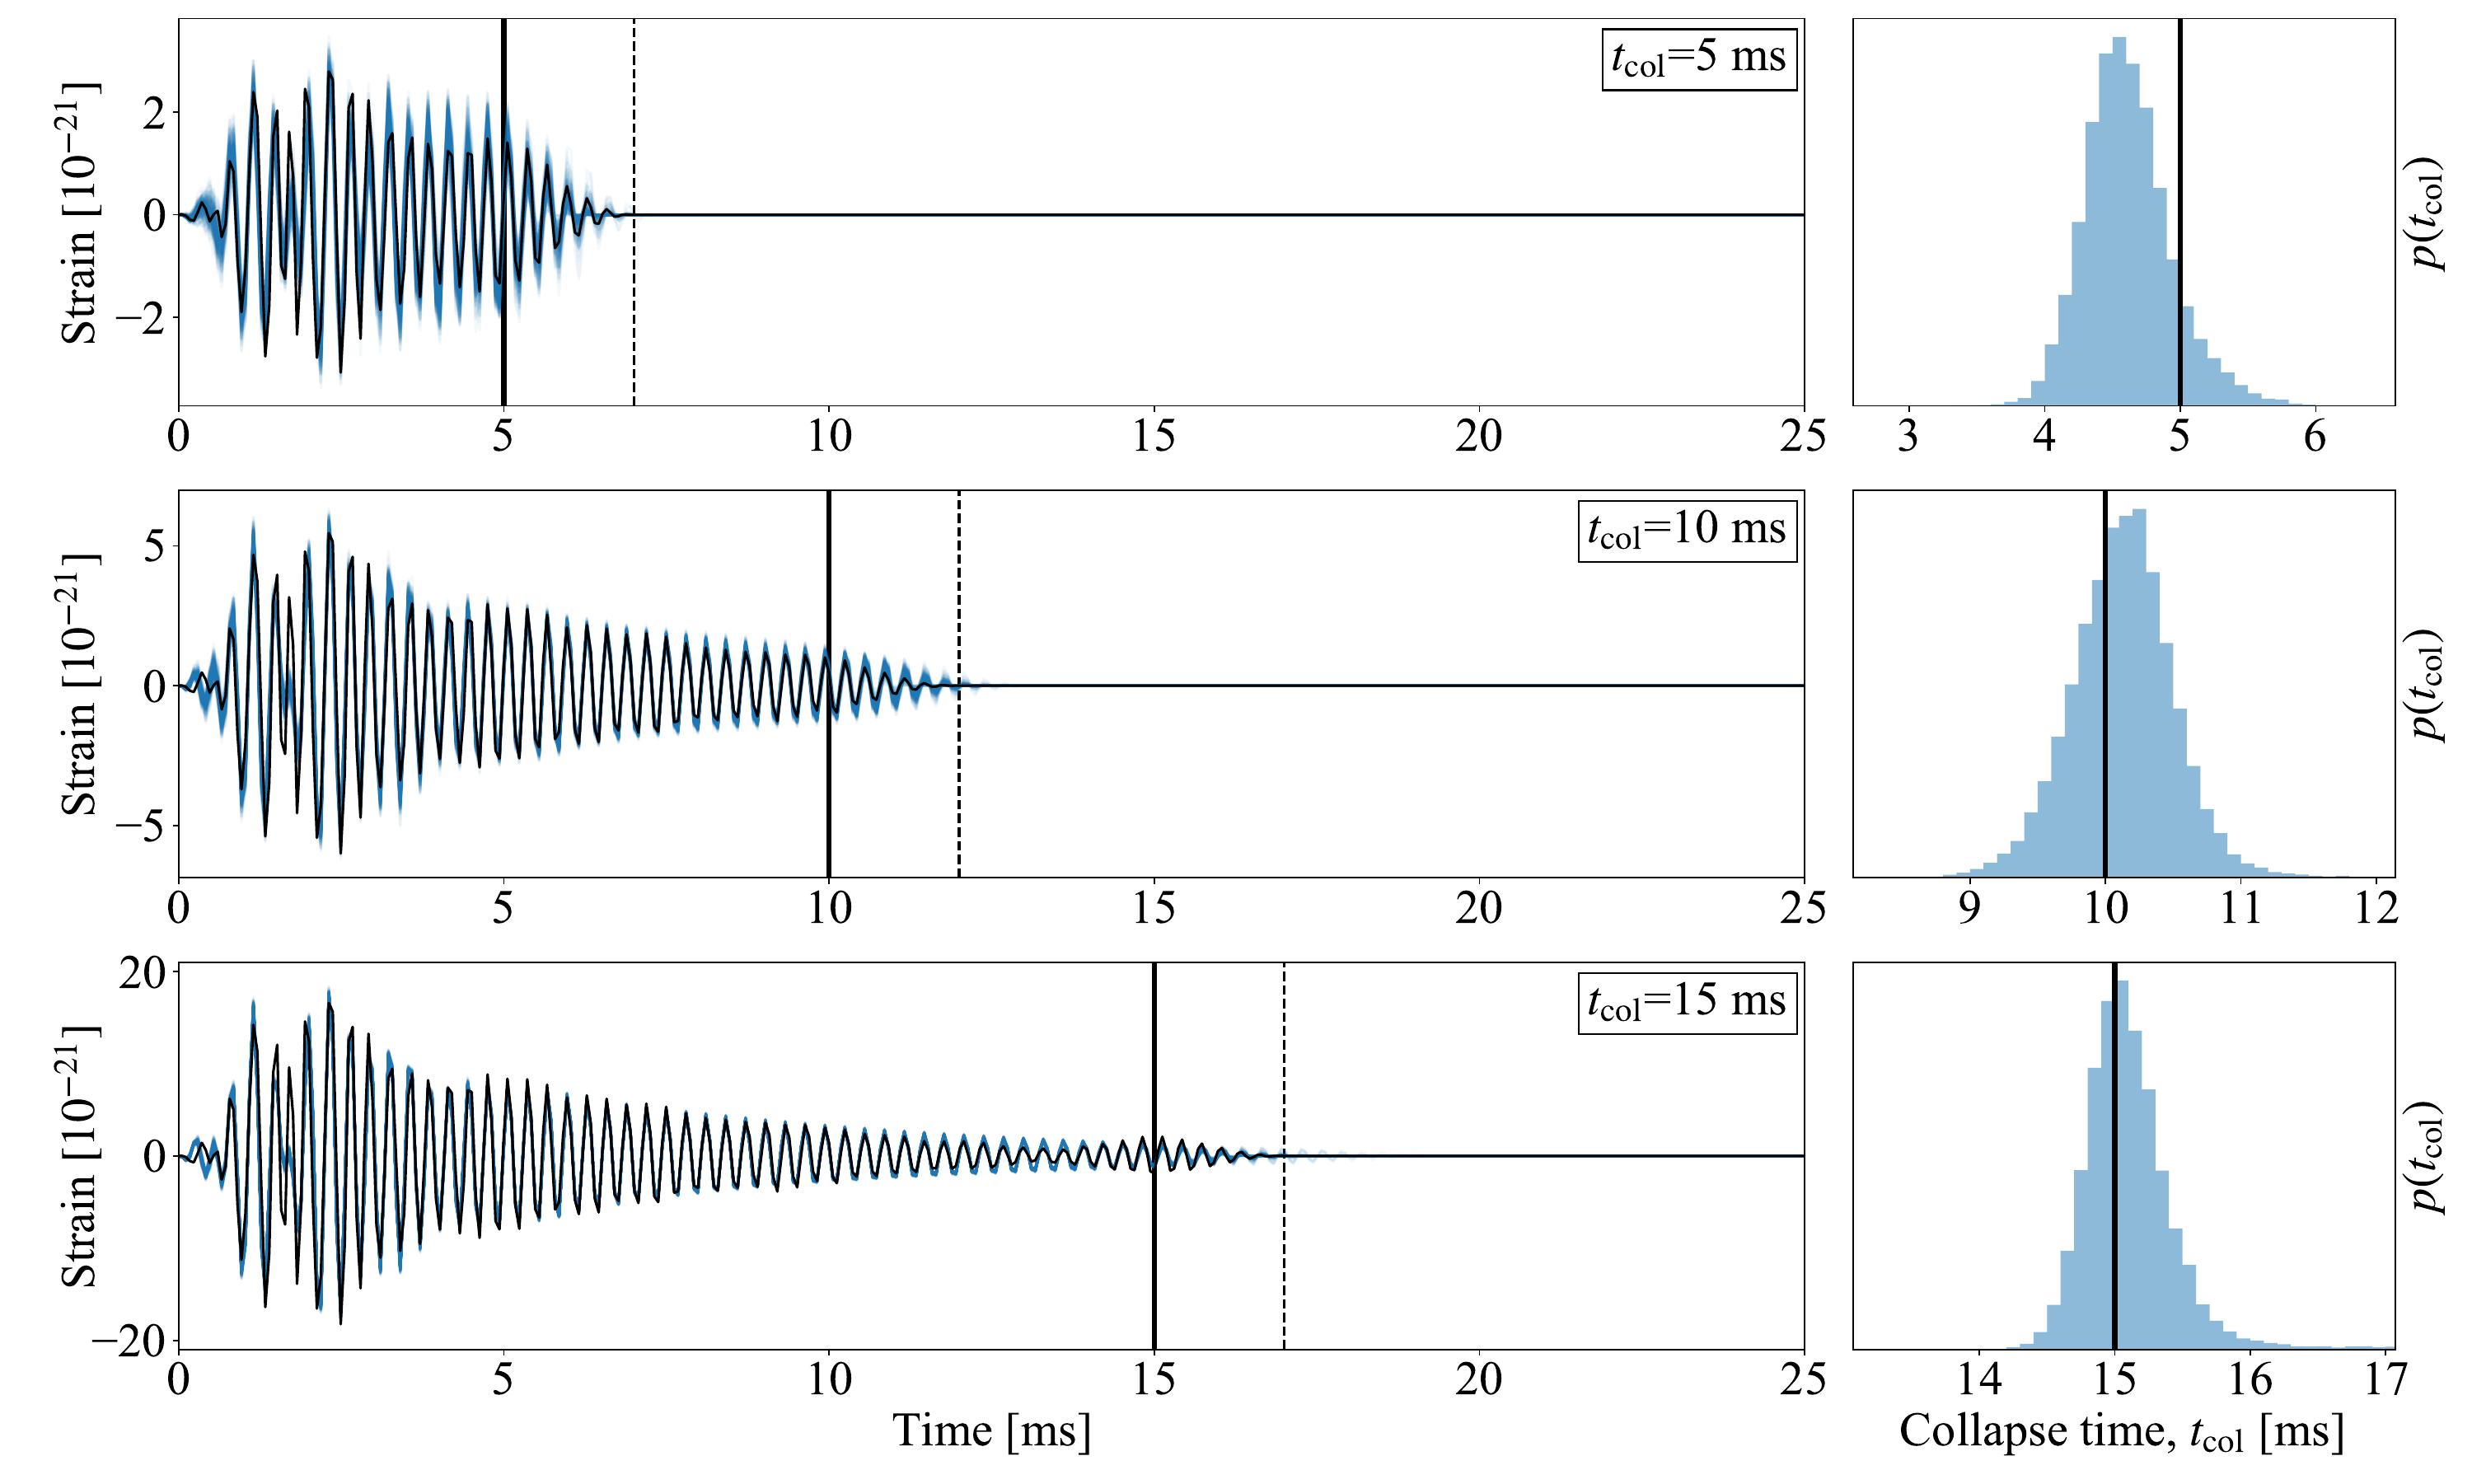 Strain [10⁻²¹]
2
0
−2
t_col=5 ms
0 5 10 15 20 25
3 4 5 6
p(t_col)
Strain [10⁻²¹]
5
0
−5
t_col=10 ms
0 5 10 15 20 25
9 10 11 12
p(t_col)
Strain [10⁻²¹]
20
0
−20
t_col=15 ms
0 5 10 15 20 25
Time [ms]
14 15 16 17
Collapse time, t_col [ms]
p(t_col)